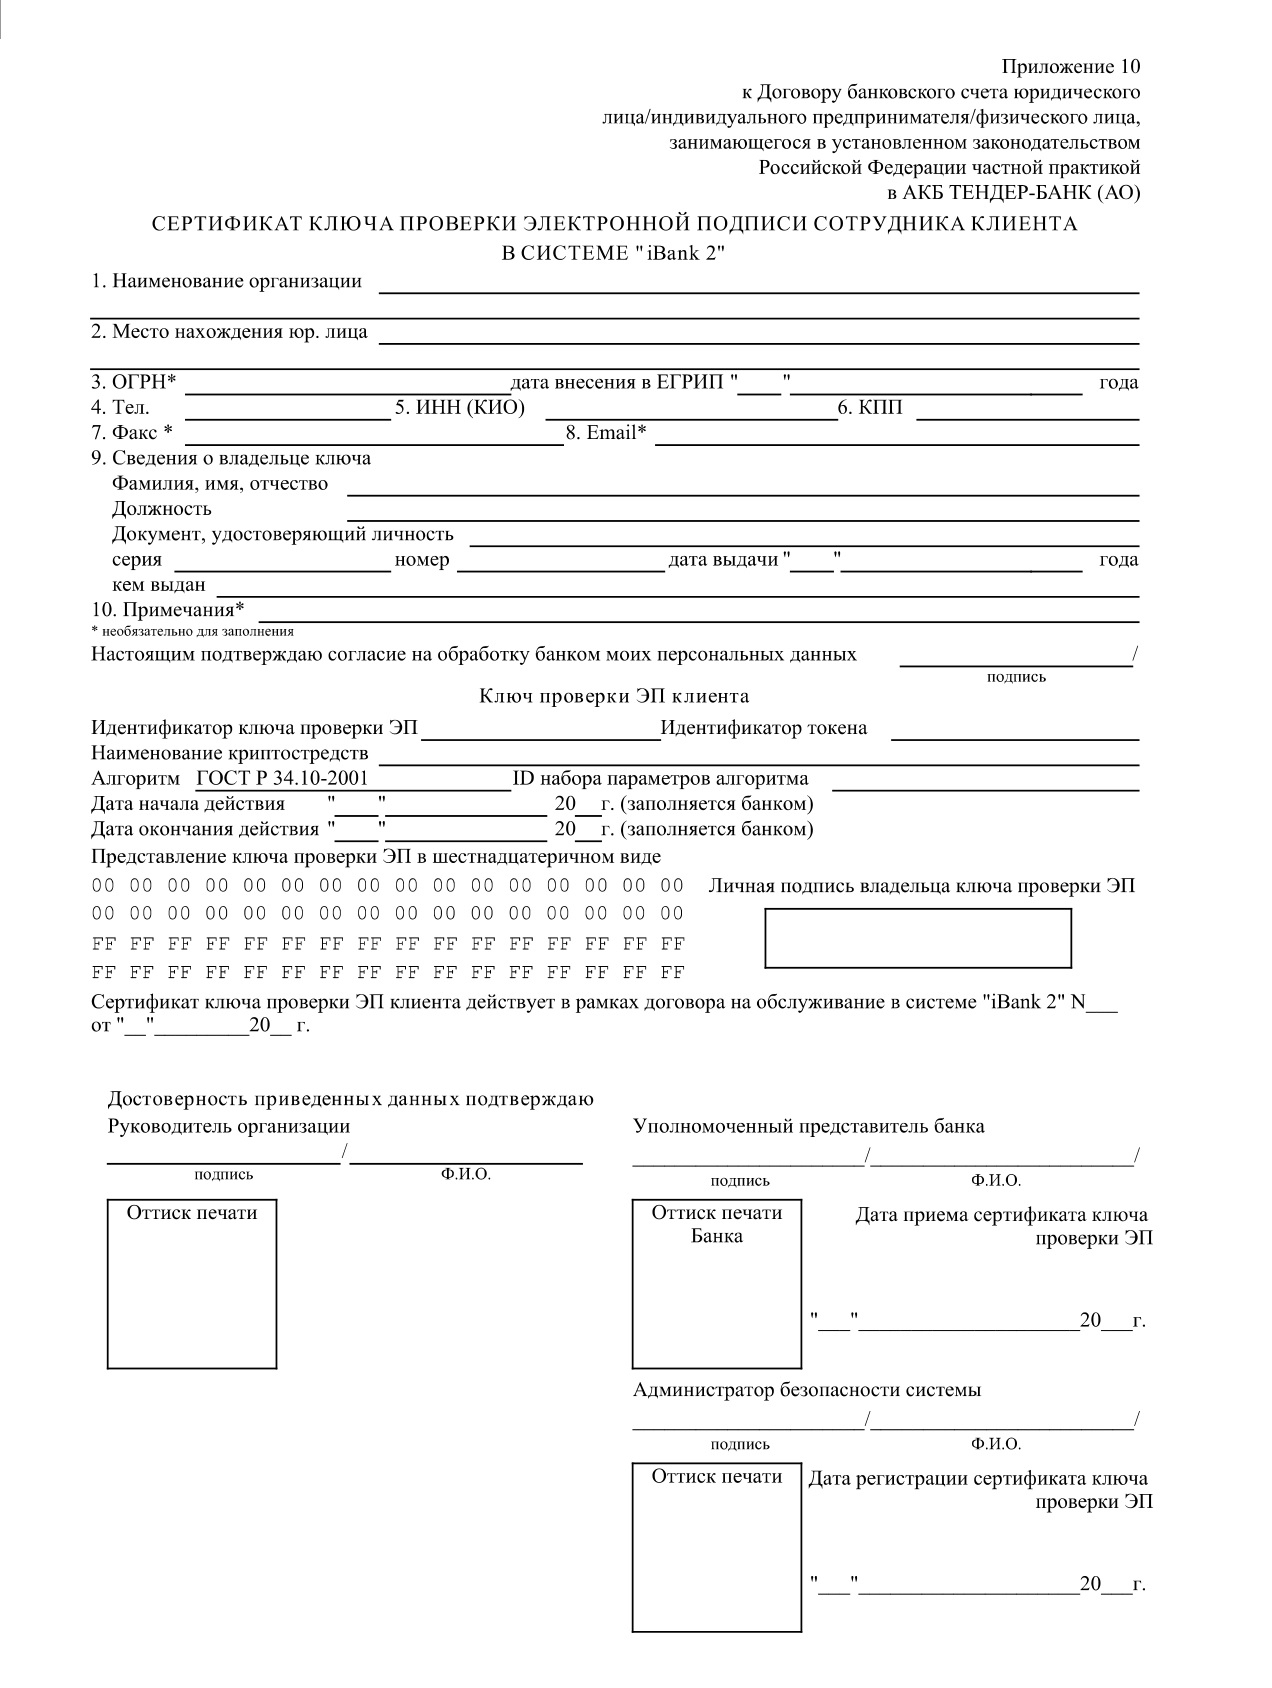 Приложение 10
к Договору банковского счета юридического
лица/индивидуального предпринимателя/физического лица,
занимающегося в установленном законодательством
Российской Федерации частной практикой
в АКБ ТЕНДЕР-БАНК (АО)
СЕРТИФИКАТ КЛЮЧА ПРОВЕРКИ ЭЛЕКТРОННОЙ ПОДПИСИ СОТРУДНИКА КЛИЕНТА
В СИСТЕМЕ "iBank 2"
1. Наименование организации
2. Место нахождения юр. лица
3. ОГРН* дата внесения в ЕГРИП "____" года
4. Тел. 5. ИНН (КИО) 6. КПП
7. Факс * 8. Email*
9. Сведения о владельце ключа
Фамилия, имя, отчество
Должность
Документ, удостоверяющий личность
серия номер дата выдачи "____" года
кем выдан
10. Примечания*
* необязательно для заполнения
Настоящим подтверждаю согласие на обработку банком моих персональных данных /
подпись
Ключ проверки ЭП клиента
Идентификатор ключа проверки ЭП Идентификатор токена
Наименование криптостредств
Алгоритм ГОСТ Р 34.10-2001 ID набора параметров алгоритма
Дата начала действия "____" 20__г. (заполняется банком)
Дата окончания действия "____" 20__г. (заполняется банком)
Представление ключа проверки ЭП в шестнадцатеричном виде
00 00 00 00 00 00 00 00 00 00 00 00 00 00 00 00 Личная подпись владельца ключа проверки ЭП
00 00 00 00 00 00 00 00 00 00 00 00 00 00 00 00
FF FF FF FF FF FF FF FF FF FF FF FF FF FF FF FF
FF FF FF FF FF FF FF FF FF FF FF FF FF FF FF FF
Сертификат ключа проверки ЭП клиента действует в рамках договора на обслуживание в системе "iBank 2" N___
от "__"_________20__ г.
Достоверность приведенных данных подтверждаю
Руководитель организации Уполномоченный представитель банка
/ / /
подпись Ф.И.О. подпись Ф.И.О.
Оттиск печати Оттиск печати Дата приема сертификата ключа
Банка проверки ЭП
"___"_____________________20___г.
Администратор безопасности системы
/ /
подпись Ф.И.О.
Оттиск печати Дата регистрации сертификата ключа
проверки ЭП
"___"_____________________20___г.